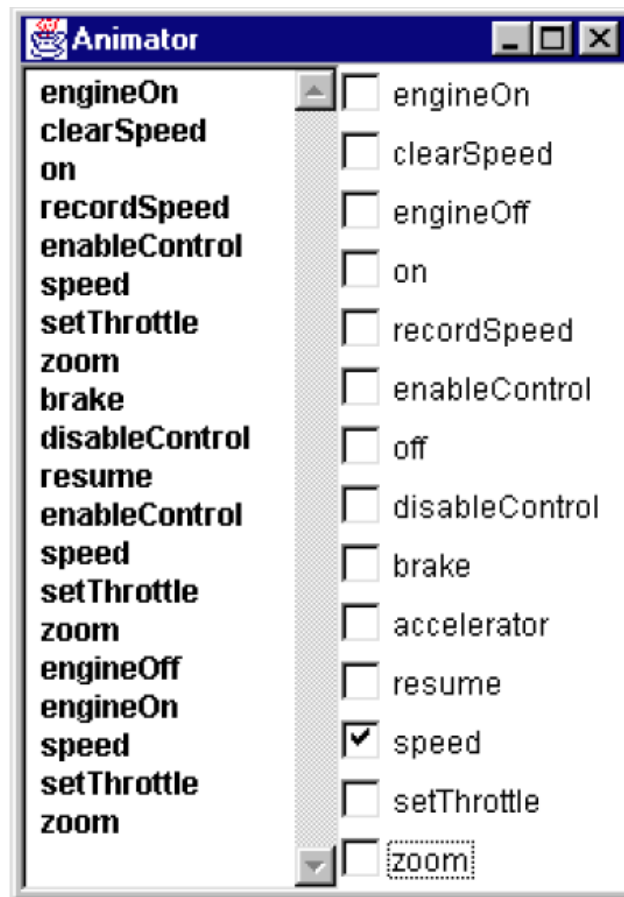 Animator
engineOn
clearSpeed
on
recordSpeed
enableControl
speed
setThrottle
zoom
brake
disableControl
resume
enableControl
speed
setThrottle
zoom
engineOff
engineOn
speed
setThrottle
zoom
engineOn
clearSpeed
engineOff
on
recordSpeed
enableControl
off
disableControl
brake
accelerator
resume
speed
setThrottle
zoom